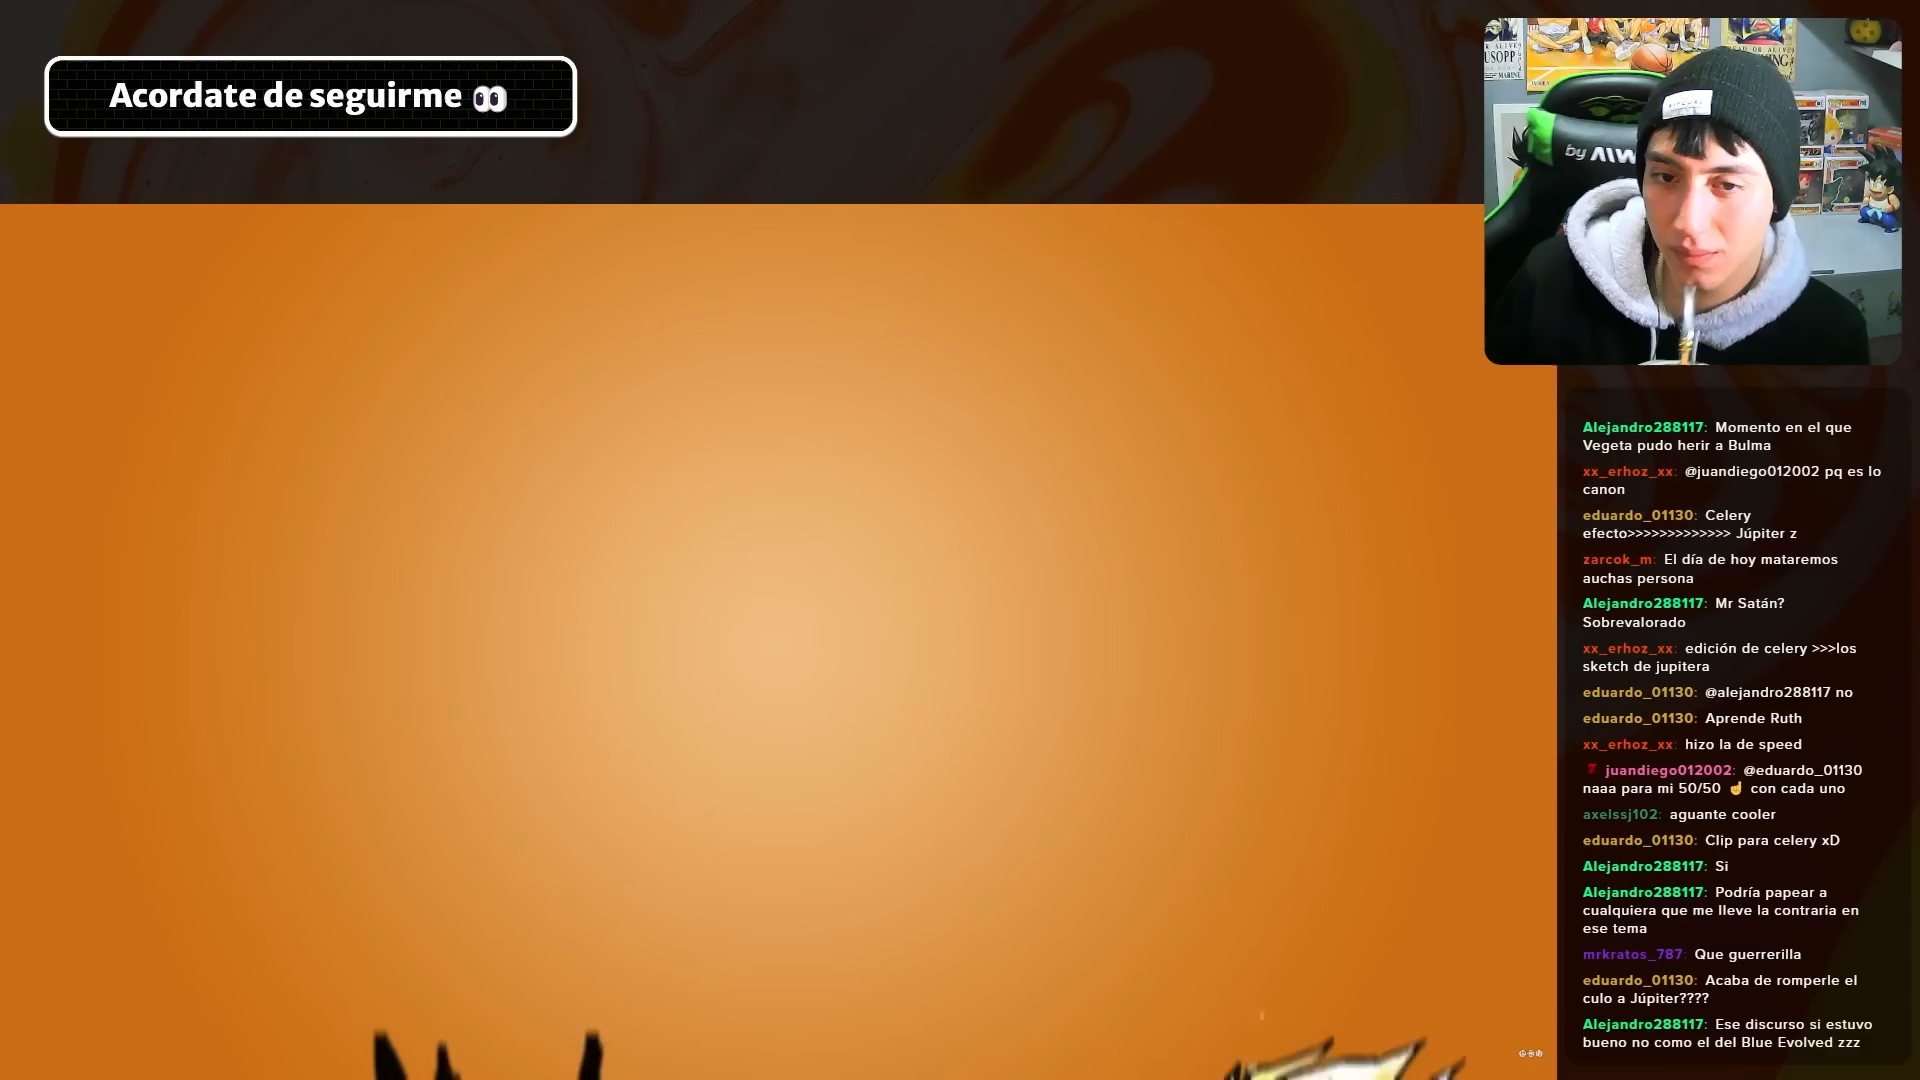 Acordate de seguirme 👀
USOPP
MARINE
by AIW
Alejandro288117: Momento en el que
Vegeta pudo herir a Bulma
xx_erhoz_xx: @juandiego012002 pq es lo
canon
eduardo_01130: Celery
efecto>>>>>>>>>>>>> Júpiter z
zarcok_m: El día de hoy mataremos
auchas persona
Alejandro288117: Mr Satán?
Sobrevalorado
xx_erhoz_xx: edición de celery >>>los
sketch de jupitera
eduardo_01130: @alejandro288117 no
eduardo_01130: Aprende Ruth
xx_erhoz_xx: hizo la de speed
juandiego012002: @eduardo_01130
naaa para mi 50/50 ☝ con cada uno
axelssj102: aguante cooler
eduardo_01130: Clip para celery xD
Alejandro288117: Si
Alejandro288117: Podría papear a
cualquiera que me lleve la contraria en
ese tema
mrkratos_787: Que guerrerilla
eduardo_01130: Acaba de romperle el
culo a Júpiter????
Alejandro288117: Ese discurso si estuvo
bueno no como el del Blue Evolved zzz